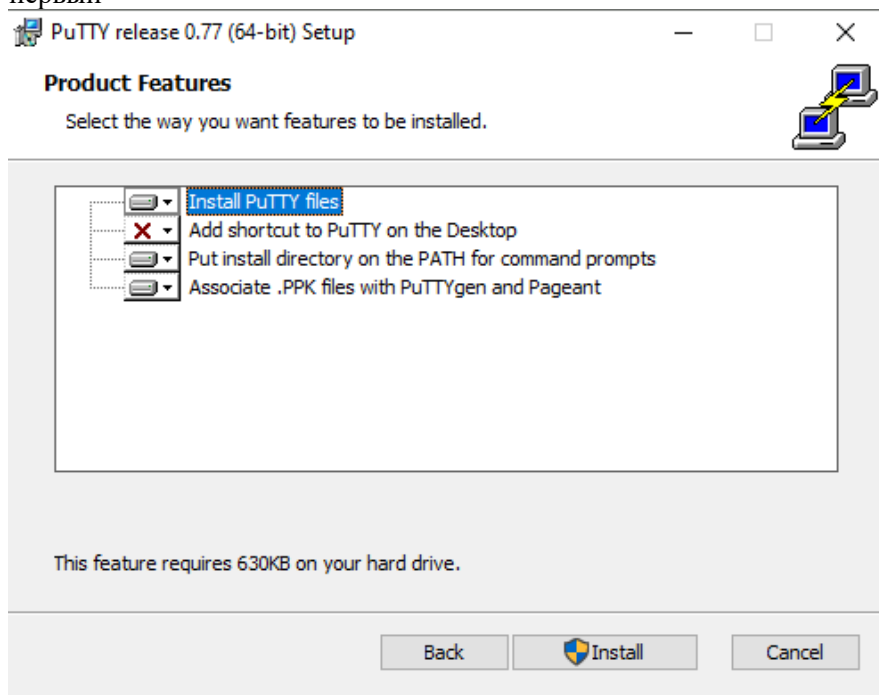 первый
PuTTY release 0.77 (64-bit) Setup
Product Features
Select the way you want features to be installed.
Install PuTTY files
Add shortcut to PuTTY on the Desktop
Put install directory on the PATH for command prompts
Associate .PPK files with PuTTYgen and Pageant
This feature requires 630KB on your hard drive.
Back Install Cancel